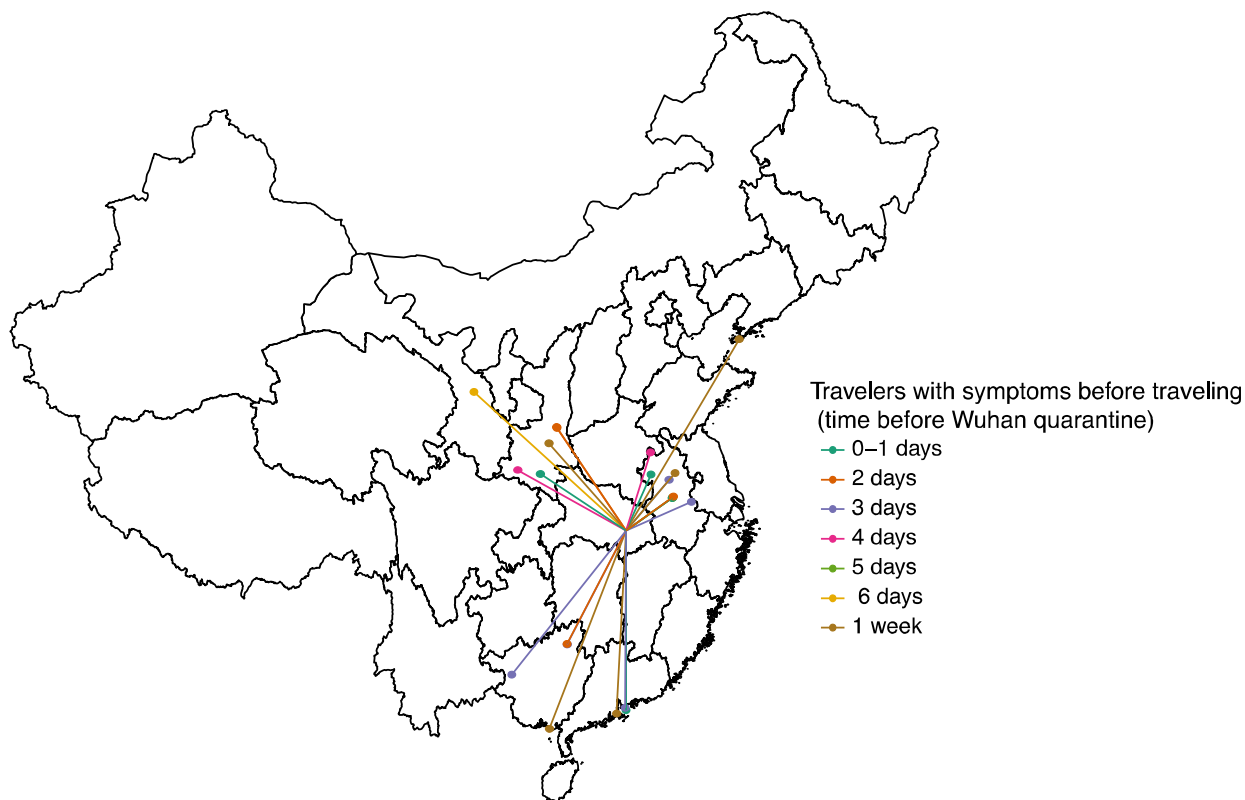 Travelers with symptoms before traveling
(time before Wuhan quarantine)
0–1 days
2 days
3 days
4 days
5 days
6 days
1 week